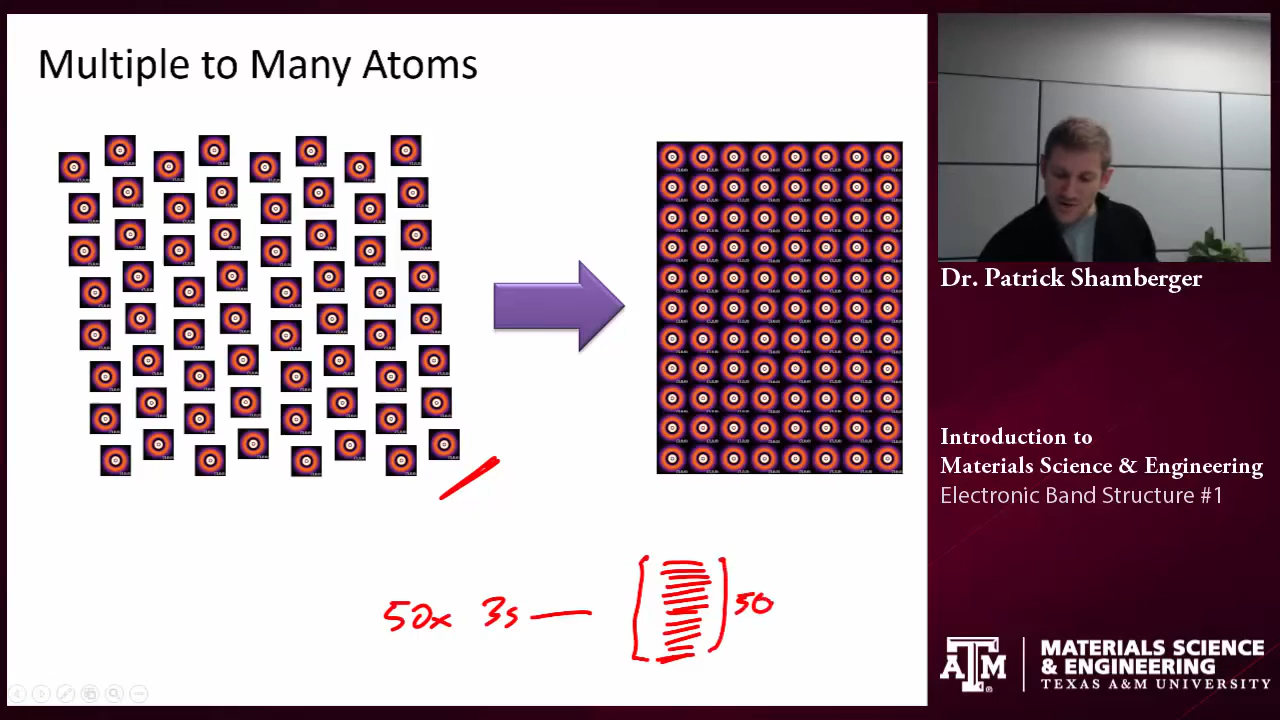 Multiple to Many Atoms
50x 3s
50
Dr. Patrick Shamberger
Introduction to
Materials Science & Engineering
Electronic Band Structure #1
ATM
MATERIALS SCIENCE
& ENGINEERING
TEXAS A&M UNIVERSITY